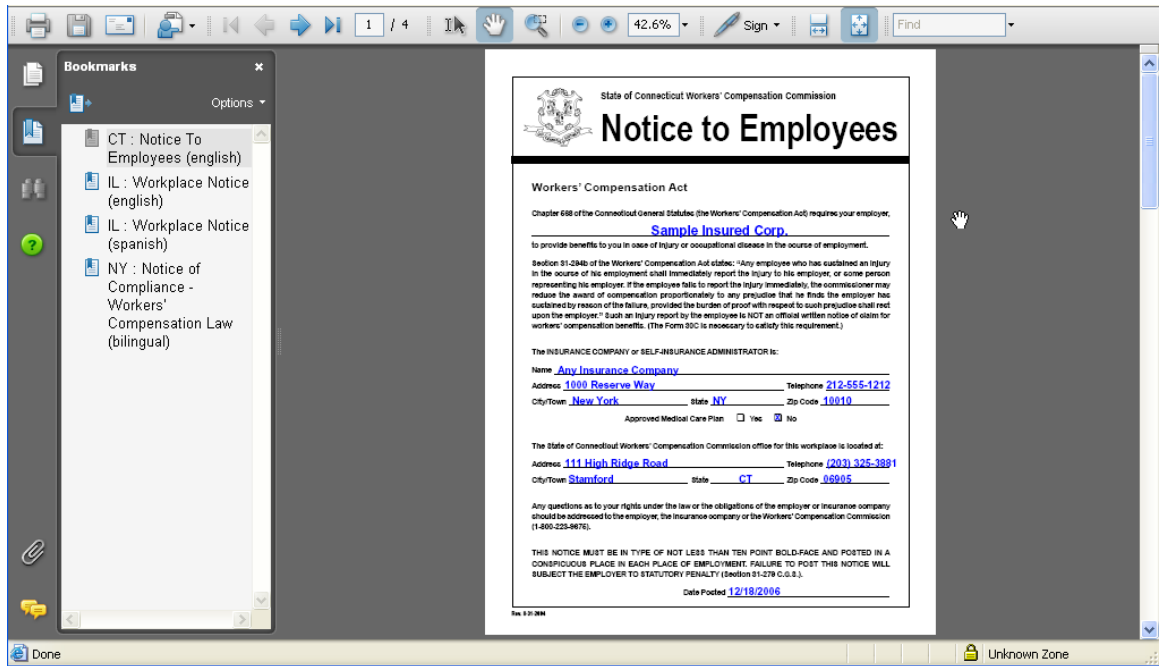 1 / 4
42.6%
Sign
Find
Bookmarks
Options
CT : Notice To
Employees (english)
IL : Workplace Notice
(english)
IL : Workplace Notice
(spanish)
NY : Notice of
Compliance -
Workers'
Compensation Law
(bilingual)
State of Connecticut Workers' Compensation Commission
Notice to Employees
Workers' Compensation Act
Chapter 568 of the Connecticut General Statutes (the Workers' Compensation Act) requires your employer,
Sample Insured Corp.
to provide benefits to you in case of injury or occupational disease in the course of employment.
Section 31-294b of the Workers' Compensation Act states: "Any employee who has sustained an injury
in the course of his employment shall immediately report the injury to his employer, or some person
representing his employer. If the employee fails to report the injury immediately, the commissioner may
reduce the award of compensation proportionately to any prejudice that he finds the employer has
sustained by reason of the failure, provided the burden of proof with respect to such prejudice shall rest
upon the employer." Such an injury report by the employee is NOT an official written notice of claim for
workers' compensation benefits. (The Form 30C is necessary to satisfy this requirement.)
The INSURANCE COMPANY or SELF-INSURANCE ADMINISTRATOR is:
Name Any Insurance Company
Address 1000 Reserve Way Telephone 212-555-1212
City/Town New York State NY Zip Code 10010
Approved Medical Care Plan Yes X No
The State of Connecticut Workers' Compensation Commission office for this workplace is located at:
Address 111 High Ridge Road Telephone (203) 325-3881
City/Town Stamford State CT Zip Code 06905
Any questions as to your rights under the law or the obligations of the employer or insurance company
should be addressed to the employer, the insurance company or the Workers' Compensation Commission
(1-800-223-9675).
THIS NOTICE MUST BE IN TYPE OF NOT LESS THAN TEN POINT BOLD-FACE AND POSTED IN A
CONSPICUOUS PLACE IN EACH PLACE OF EMPLOYMENT. FAILURE TO POST THIS NOTICE WILL
SUBJECT THE EMPLOYER TO STATUTORY PENALTY (Section 31-279 C.G.S.).
Date Posted 12/18/2006
Done
Unknown Zone